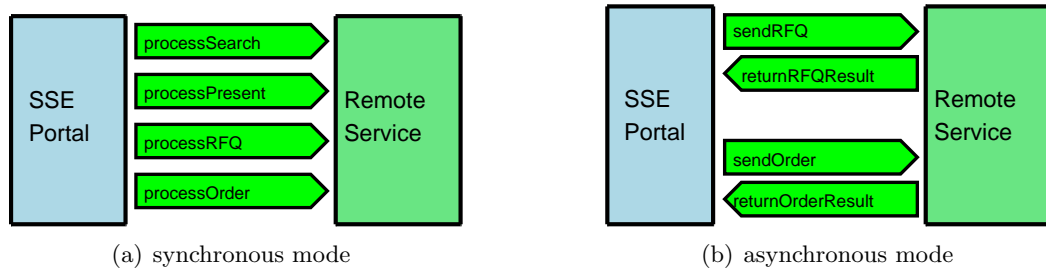 SSE
Portal
processSearch
processPresent
processRFQ
processOrder
Remote
Service
(a) synchronous mode
SSE
Portal
sendRFQ
returnRFQResult
sendOrder
returnOrderResult
Remote
Service
(b) asynchronous mode